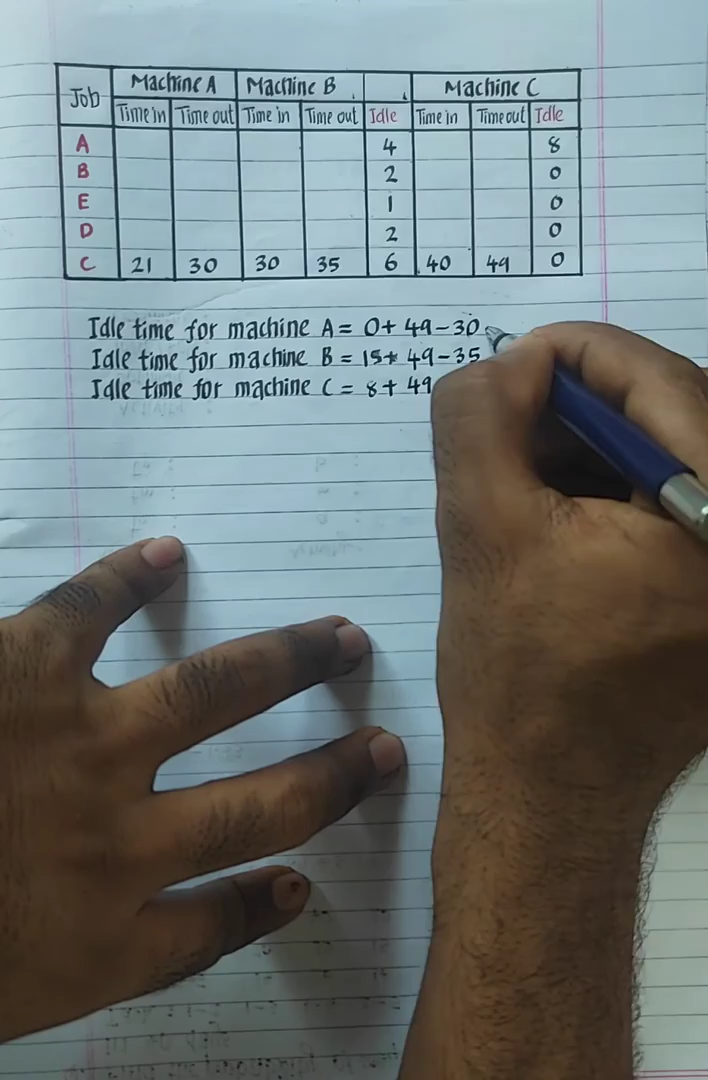 Job Machine A Machine B Machine C
Time in Time out Time in Time out Idle Time in Time out Idle
A 4 8
B 2 0
E 1 0
D 2 0
C 21 30 30 35 6 40 49 0
Idle time for machine A = 0 + 49 - 30
Idle time for machine B = 15 + 49 - 35
Idle time for machine C = 8 + 49